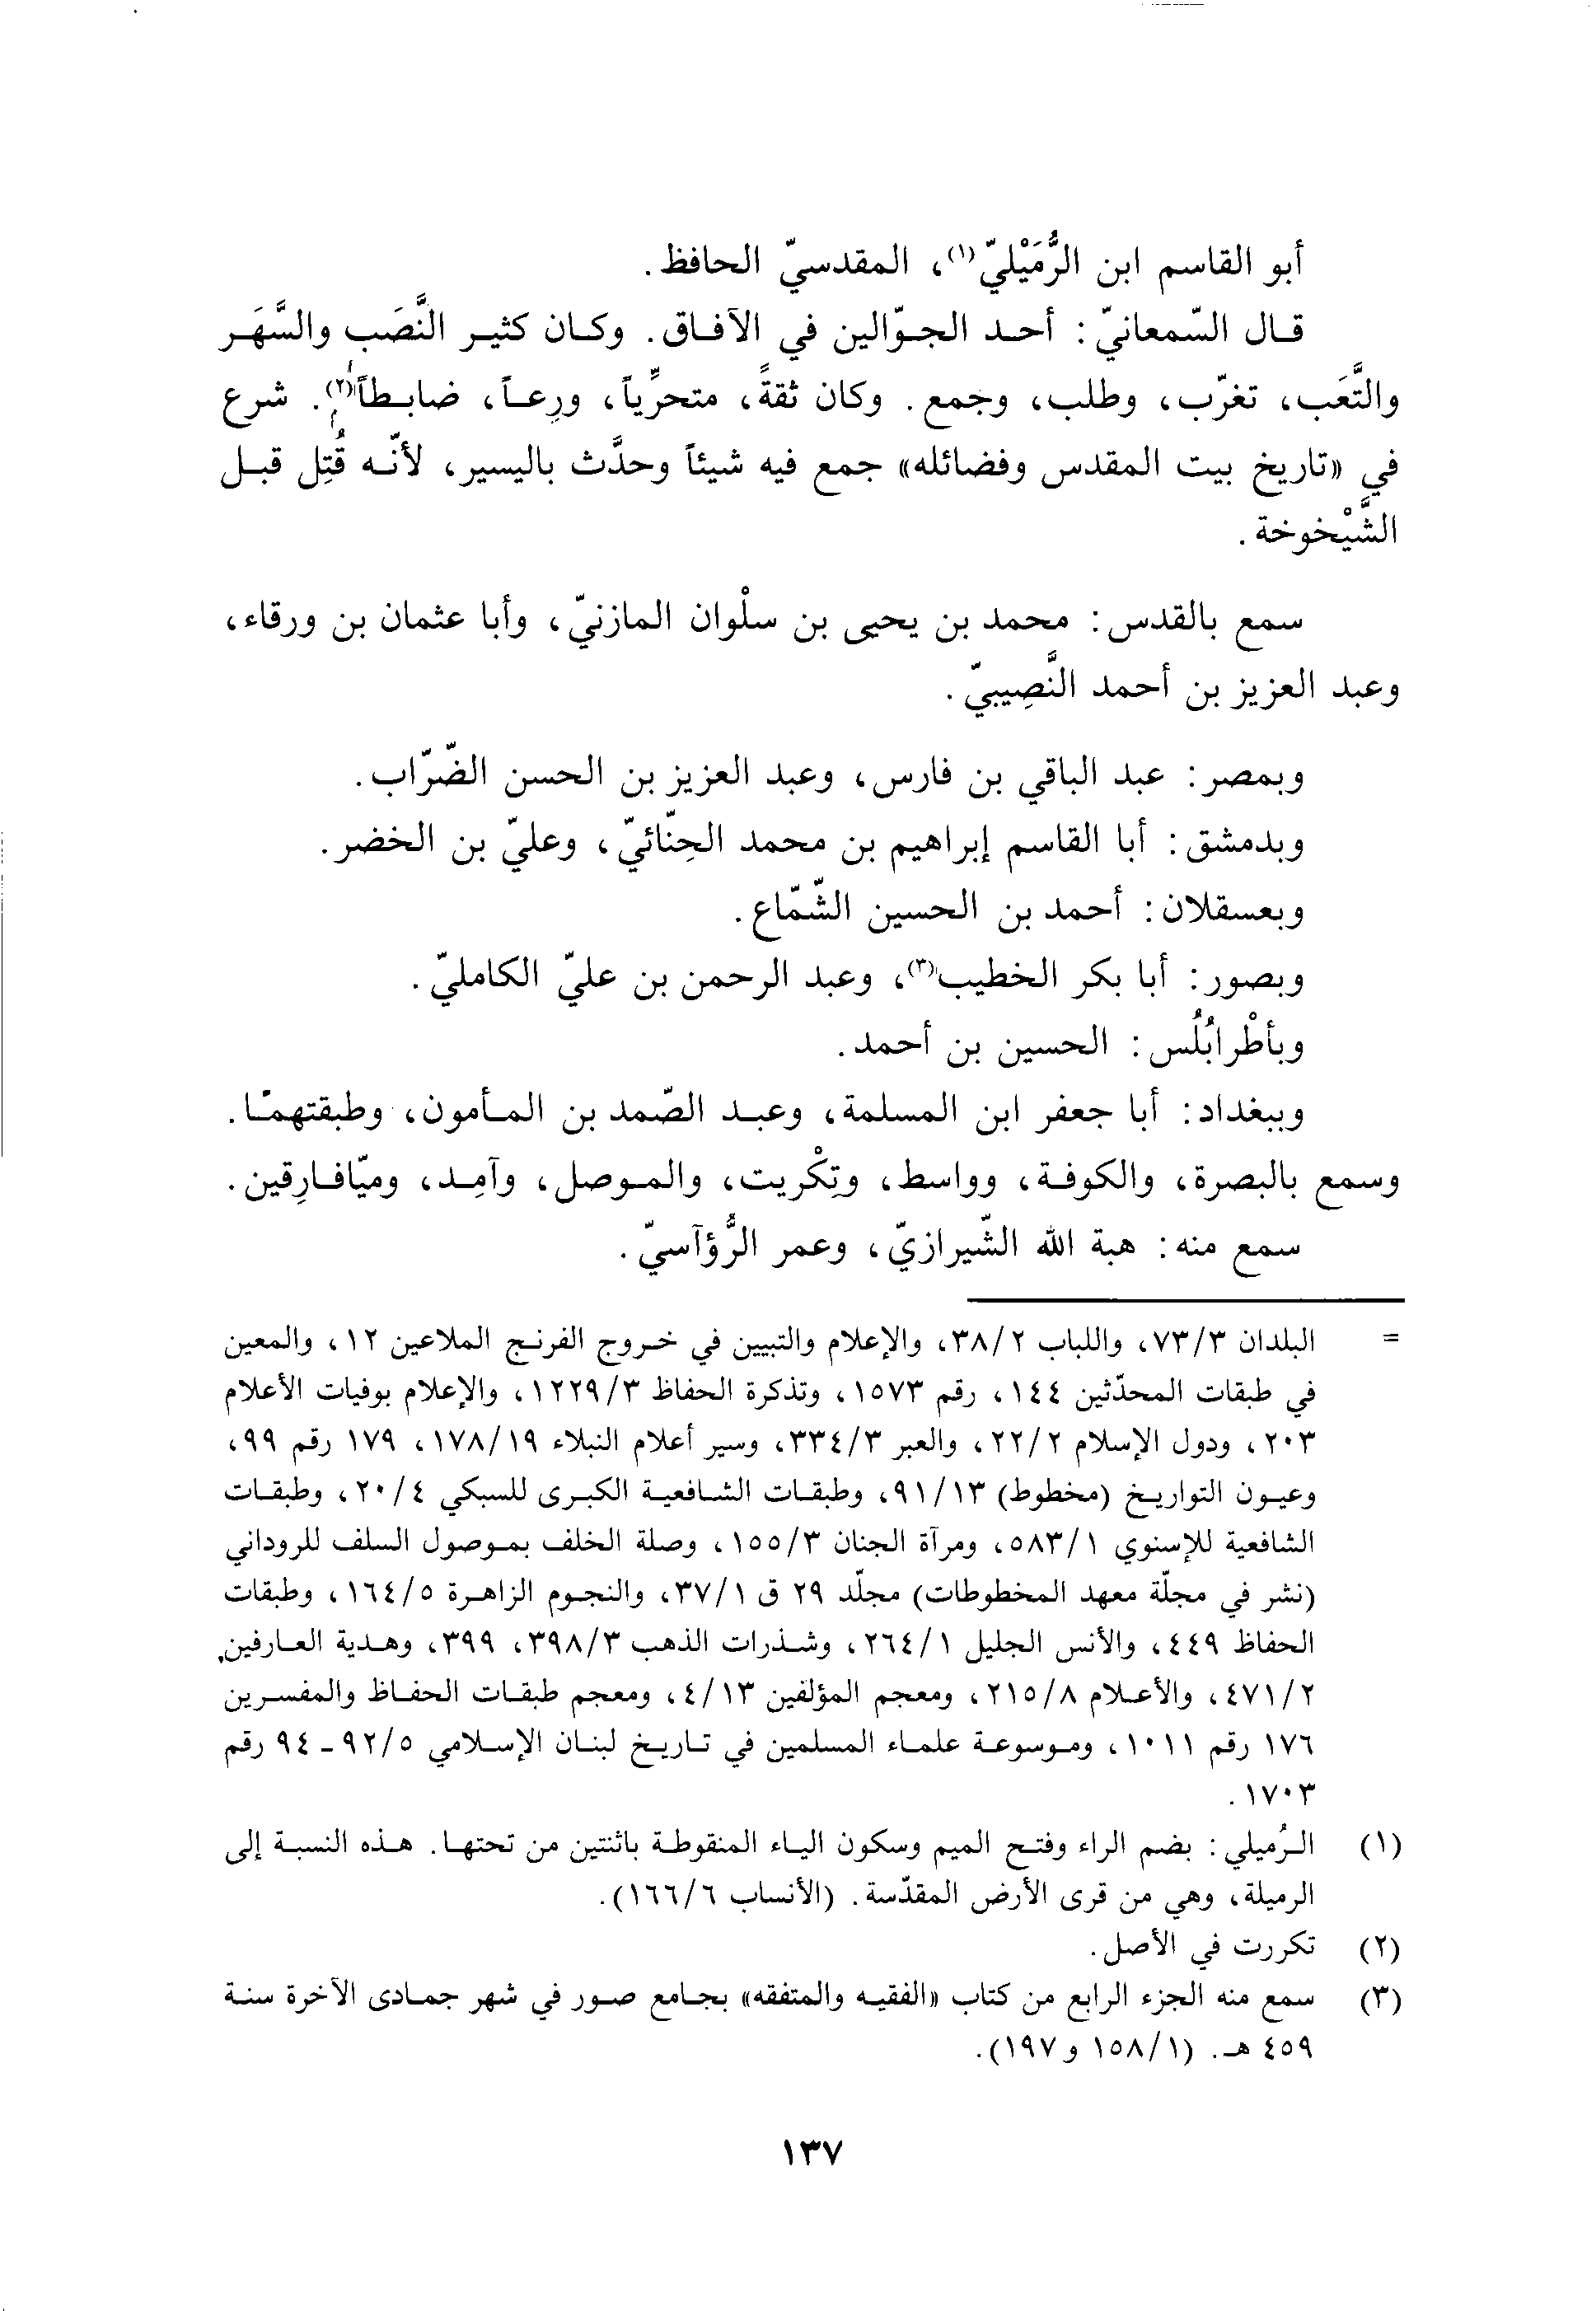 أبو القاسم ابن الرُّمَيْليّ(١)، المقدسيّ الحافظ.
قال السّمعانيّ: أحد الجوّالين في الآفاق. وكان كثير النَّصَب والسَّهَر
والتَّعَب، تغرّب، وطلب، وجمع. وكان ثقةً، متحرِّياً، ورِعاً، ضابطاً(٢). شرع
في «تاريخ بيت المقدس وفضائله» جمع فيه شيئاً وحدَّث باليسير، لأنّه قُتِل قبل
الشَّيْخوخة.
سمع بالقدس: محمد بن يحيى بن سلْوان المازنيّ، وأبا عثمان بن ورقاء،
وعبد العزيز بن أحمد النَّصِيبيّ.
وبمصر: عبد الباقي بن فارس، وعبد العزيز بن الحسن الضّرّاب.
وبدمشق: أبا القاسم إبراهيم بن محمد الحِنّائيّ، وعليّ بن الخضر.
وبعسقلان: أحمد بن الحسين الشّمّاع.
وبصور: أبا بكر الخطيب(٣)، وعبد الرحمن بن عليّ الكامليّ.
وبأطْرابُلُس: الحسين بن أحمد.
وببغداد: أبا جعفر ابن المسلمة، وعبد الصّمد بن المأمون، وطبقتهما.
وسمع بالبصرة، والكوفة، وواسط، وتِكْريت، والموصل، وآمِد، وميّافارِقين.
سمع منه: هبة الله الشّيرازيّ، وعمر الرُّؤآسيّ.
= البلدان ٧٣/٣، واللباب ٣٨/٢، والإعلام والتبيين في خروج الفرنج الملاعين ١٢، والمعين
في طبقات المحدّثين ١٤٤، رقم ١٥٧٣، وتذكرة الحفاظ ١٢٢٩/٣، والإعلام بوفيات الأعلام
٢٠٣، ودول الإسلام ٢٢/٢، والعبر ٣٣٤/٣، وسير أعلام النبلاء ١٧٨/١٩، ١٧٩ رقم ٩٩،
وعيون التواريخ (مخطوط) ٩١/١٣، وطبقات الشافعية الكبرى للسبكي ٢٠/٤، وطبقات
الشافعية للإسنوي ٥٨٣/١، ومرآة الجنان ١٥٥/٣، وصلة الخلف بموصول السلف للروداني
(نشر في مجلّة معهد المخطوطات) مجلّد ٢٩ ق ٣٧/١، والنجوم الزاهرة ١٦٤/٥، وطبقات
الحفاظ ٤٤٩، والأنس الجليل ٢٦٤/١، وشذرات الذهب ٣٩٨/٣، ٣٩٩، وهدية العارفين
٤٧١/٢، والأعلام ٢١٥/٨، ومعجم المؤلفين ٤/١٣، ومعجم طبقات الحفاظ والمفسرين
١٧٦ رقم ١٠١١، وموسوعة علماء المسلمين في تاريخ لبنان الإسلامي ٩٢/٥ - ٩٤ رقم
١٧٠٣.
(١) الرُميلي: بضم الراء وفتح الميم وسكون الياء المنقوطة باثنتين من تحتها. هذه النسبة إلى
الرميلة، وهي من قرى الأرض المقدّسة. (الأنساب ١٦٦/٦).
(٢) تكررت في الأصل.
(٣) سمع منه الجزء الرابع من كتاب «الفقيه والمتفقه» بجامع صور في شهر جمادى الآخرة سنة
٤٥٩ هـ. (١٥٨/١ و ١٩٧).
١٣٧